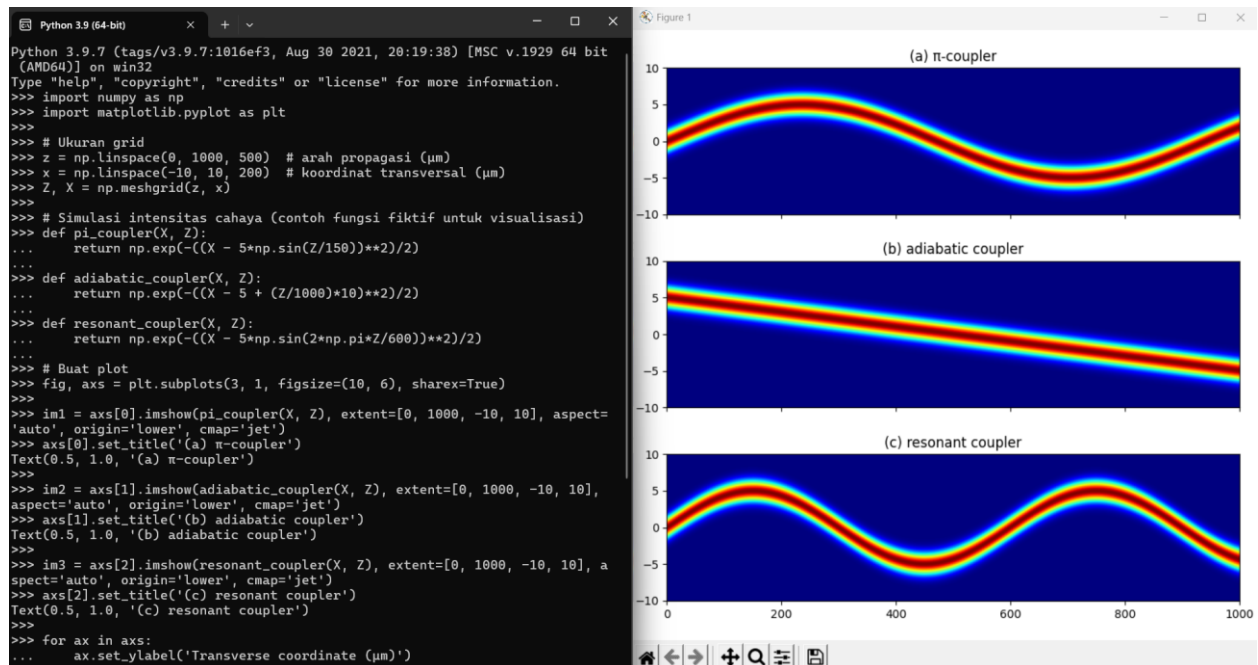 Python 3.9 (64-bit)
Python 3.9.7 (tags/v3.9.7:1016ef3, Aug 30 2021, 20:19:38) [MSC v.1929 64 bit
(AMD64)] on win32
Type "help", "copyright", "credits" or "license" for more information.
>>> import numpy as np
>>> import matplotlib.pyplot as plt
>>>
>>> # Ukuran grid
>>> z = np.linspace(0, 1000, 500)  # arah propagasi (μm)
>>> x = np.linspace(-10, 10, 200)  # koordinat transversal (μm)
>>> Z, X = np.meshgrid(z, x)
>>>
>>> # Simulasi intensitas cahaya (contoh fungsi fiktif untuk visualisasi)
>>> def pi_coupler(X, Z):
...     return np.exp(-((X - 5*np.sin(Z/150))**2)/2)
...
>>> def adiabatic_coupler(X, Z):
...     return np.exp(-((X - 5 + (Z/1000)*10)**2)/2)
...
>>> def resonant_coupler(X, Z):
...     return np.exp(-((X - 5*np.sin(2*np.pi*Z/600))**2)/2)
...
>>> # Buat plot
>>> fig, axs = plt.subplots(3, 1, figsize=(10, 6), sharex=True)
>>>
>>> im1 = axs[0].imshow(pi_coupler(X, Z), extent=[0, 1000, -10, 10], aspect=
'auto', origin='lower', cmap='jet')
>>> axs[0].set_title('(a) π-coupler')
Text(0.5, 1.0, '(a) π-coupler')
>>>
>>> im2 = axs[1].imshow(adiabatic_coupler(X, Z), extent=[0, 1000, -10, 10],
aspect='auto', origin='lower', cmap='jet')
>>> axs[1].set_title('(b) adiabatic coupler')
Text(0.5, 1.0, '(b) adiabatic coupler')
>>>
>>> im3 = axs[2].imshow(resonant_coupler(X, Z), extent=[0, 1000, -10, 10], a
spect='auto', origin='lower', cmap='jet')
>>> axs[2].set_title('(c) resonant coupler')
Text(0.5, 1.0, '(c) resonant coupler')
>>>
>>> for ax in axs:
...     ax.set_ylabel('Transverse coordinate (μm)')
Figure 1
(a) π-coupler
10
5
0
−5
−10
(b) adiabatic coupler
10
5
0
−5
−10
(c) resonant coupler
10
5
0
−5
−10
0 200 400 600 800 1000